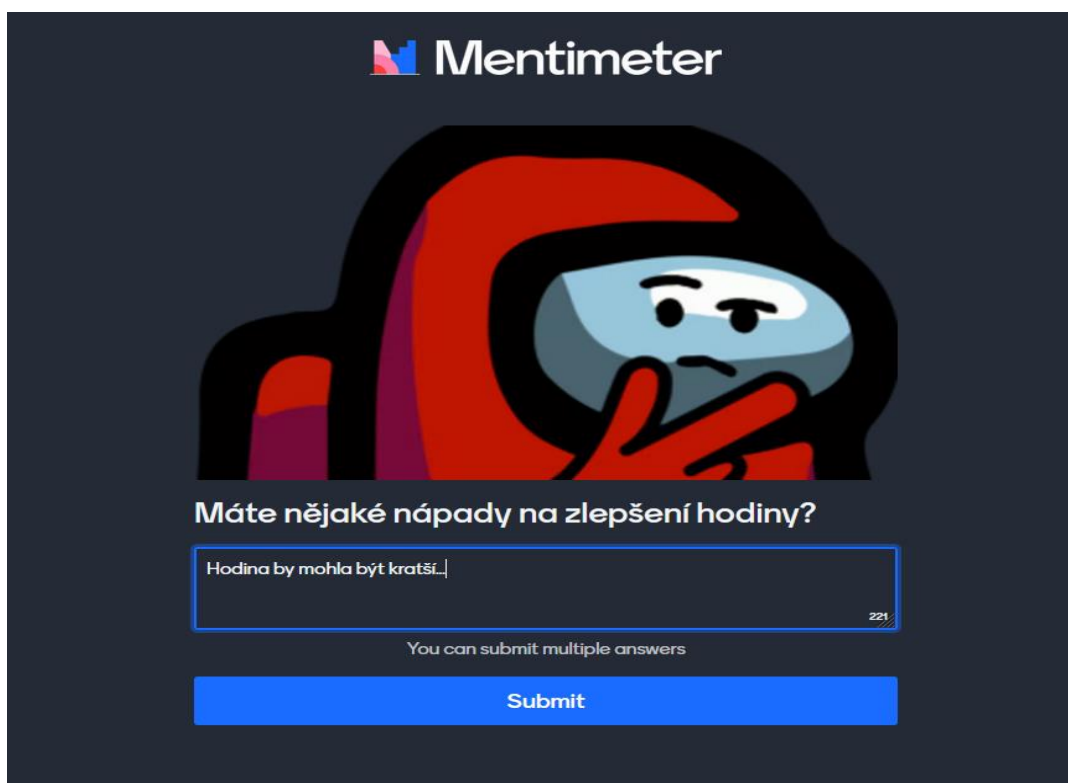 Mentimeter
Máte nějaké nápady na zlepšení hodiny?
Hodina by mohla být kratší...
221
You can submit multiple answers
Submit